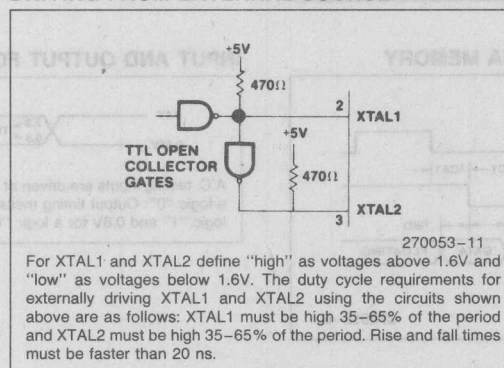 +5V
470Ω
2
XTAL1
+5V
TTL OPEN
COLLECTOR
GATES
470Ω
XTAL2
3
270053–11
For XTAL1 and XTAL2 define "high" as voltages above 1.6V and
"low" as voltages below 1.6V. The duty cycle requirements for
externally driving XTAL1 and XTAL2 using the circuits shown
above are as follows: XTAL1 must be high 35–65% of the period
and XTAL2 must be high 35–65% of the period. Rise and fall times
must be faster than 20 ns.